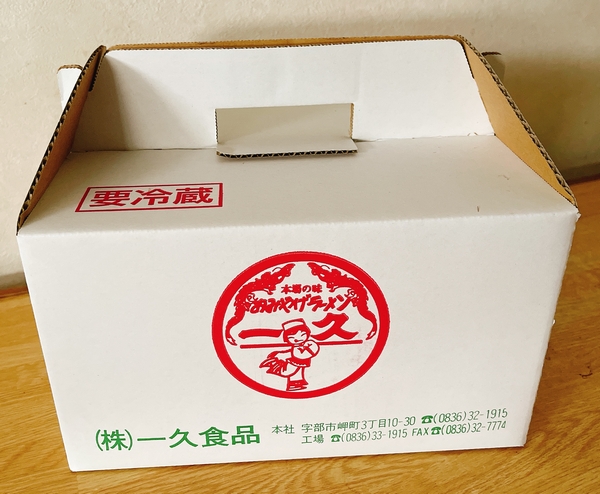 要冷蔵
本場の味
おみやげラーメン
一久
(株)一久食品
本社 宇部市岬町3丁目10-30 ☎(0836)32-1915
工場 ☎(0836)33-1915 FAX☎(0836)32-7774